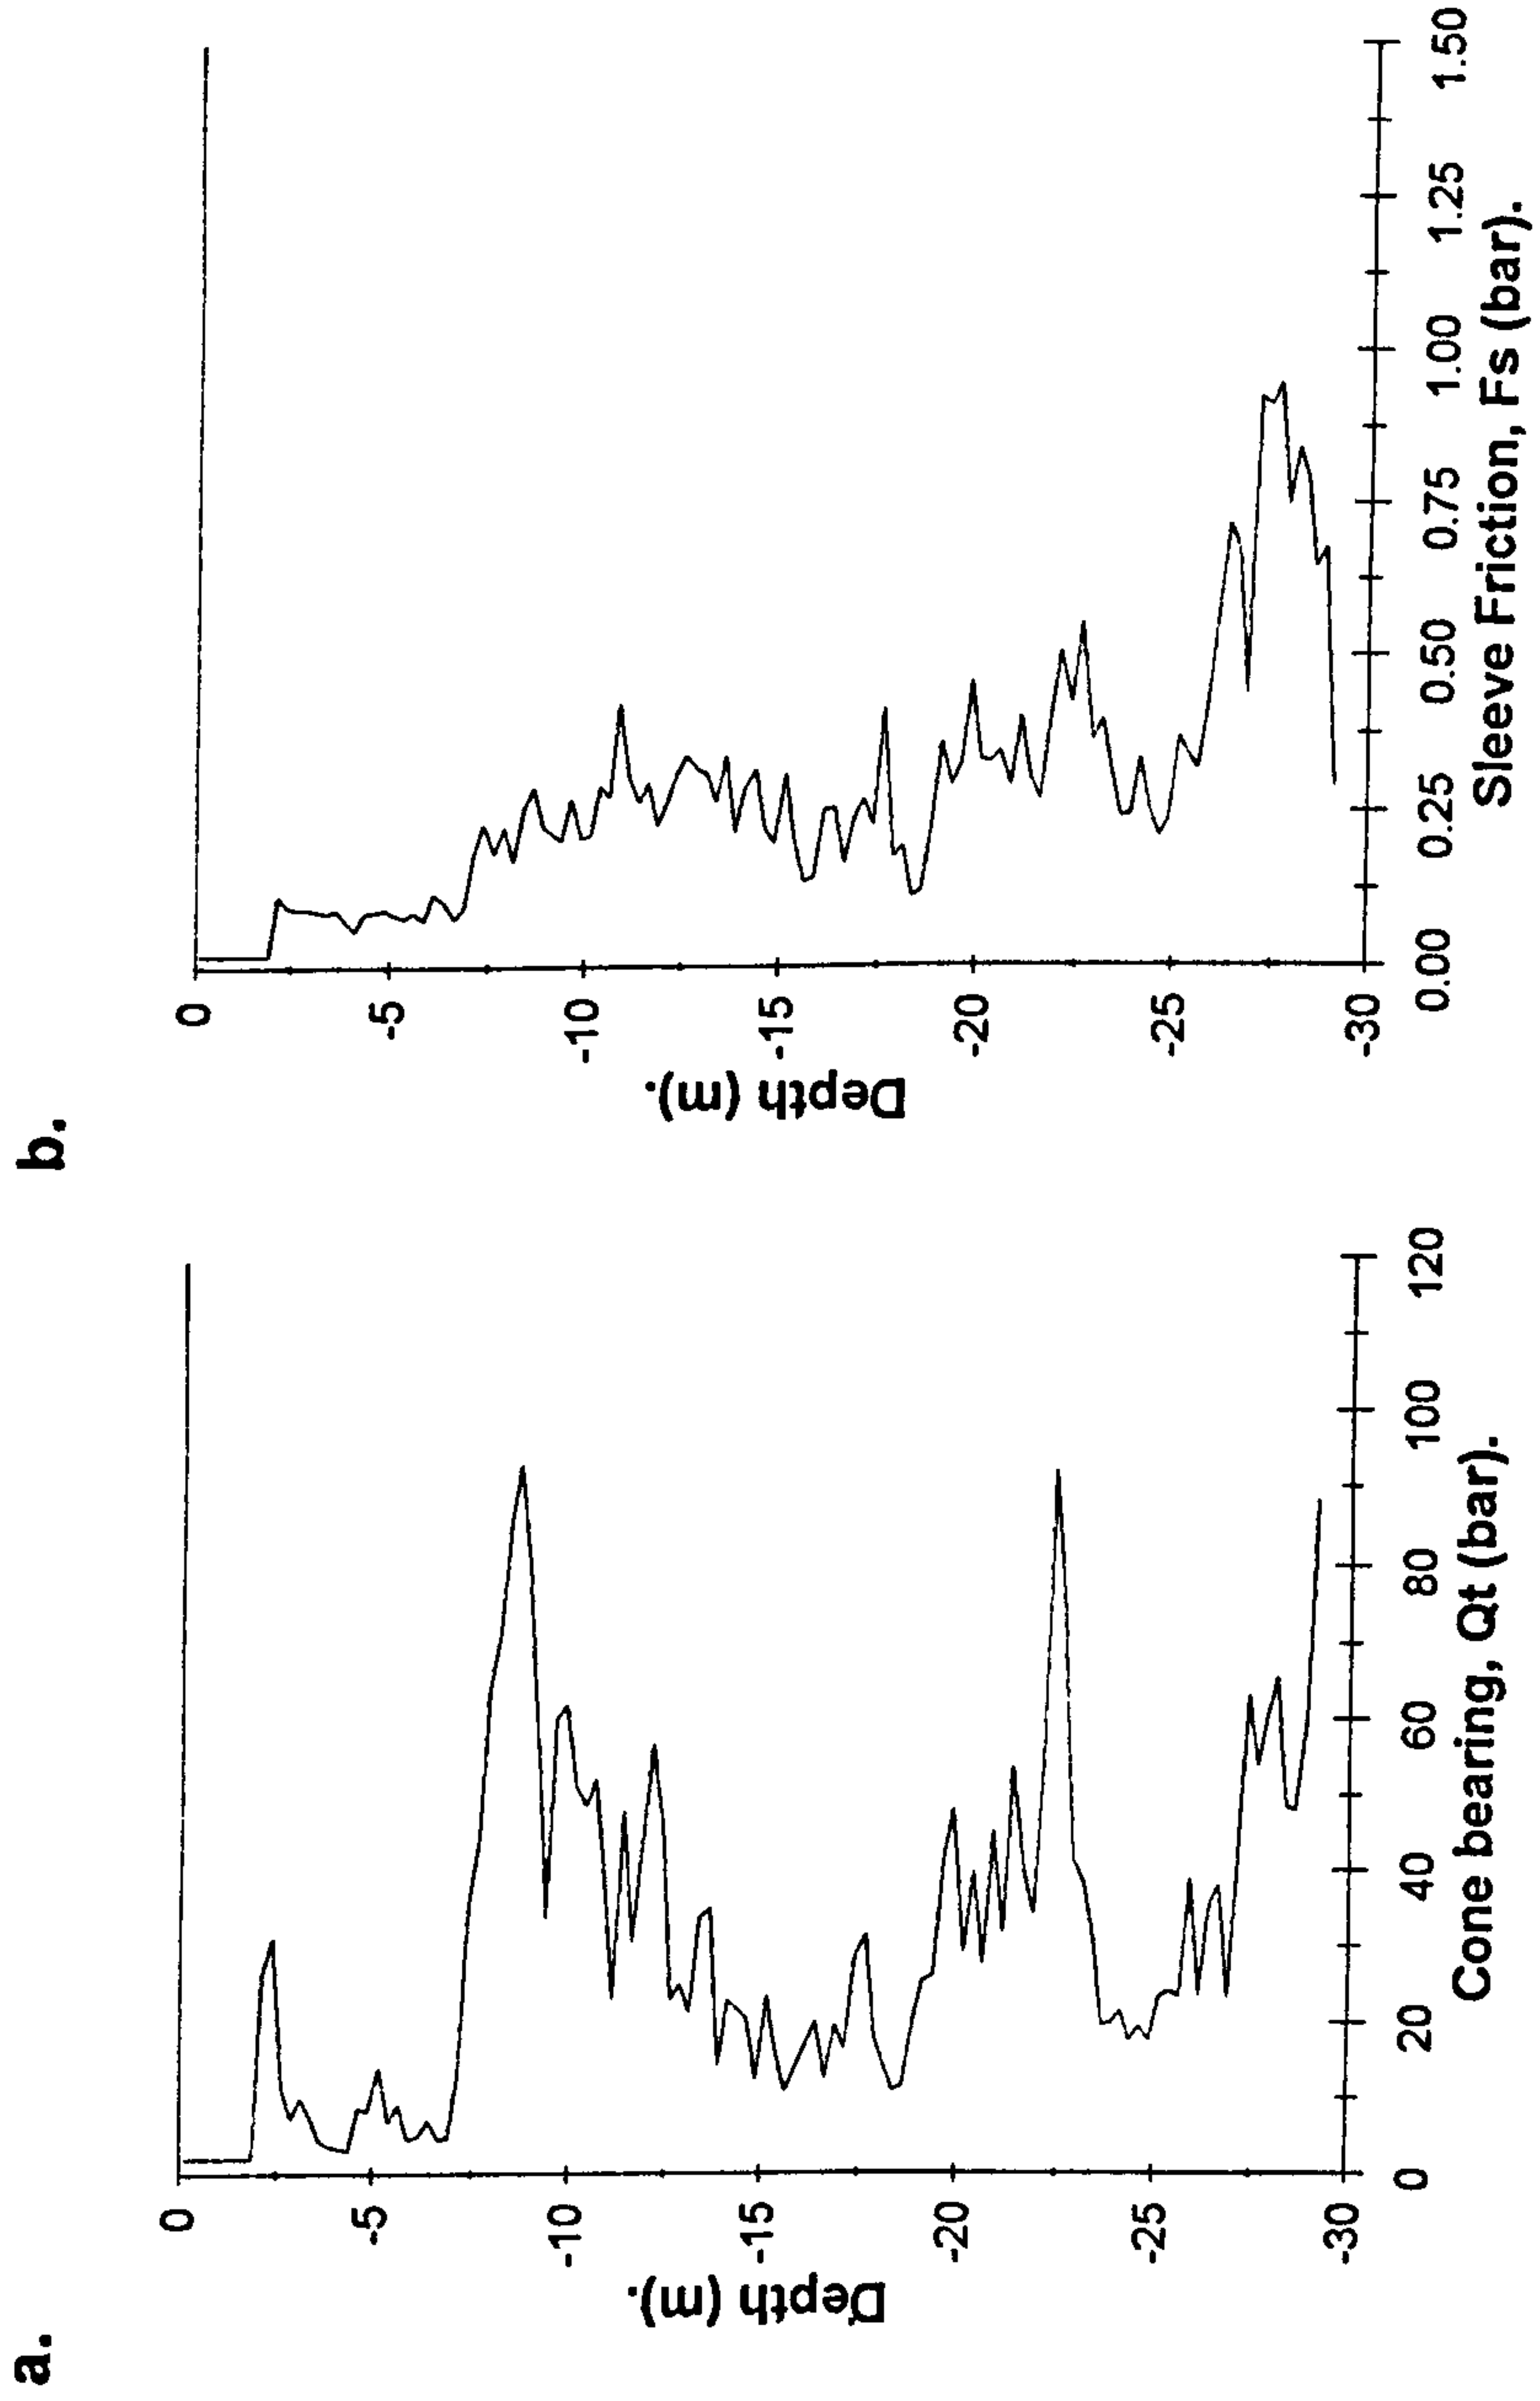 a.
Depth (m).
0
-5
-10
-15
-20
-25
-30
0 20 40 60 80 100 120
Cone bearing, Qt (bar).
b.
Depth (m).
0
-5
-10
-15
-20
-25
-30
0.00 0.25 0.50 0.75 1.00 1.25 1.50
Sleeve Friction, Fs (bar).